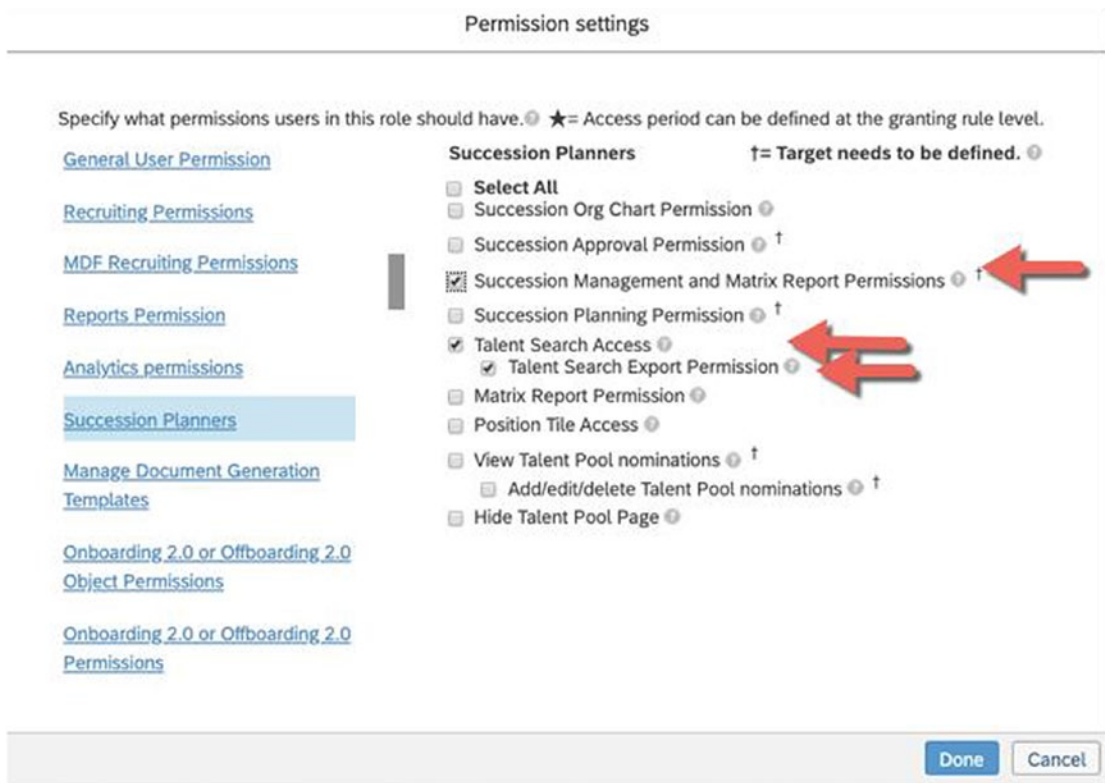 Permission settings
Specify what permissions users in this role should have. ★= Access period can be defined at the granting rule level.
General User Permission
Recruiting Permissions
MDF Recruiting Permissions
Reports Permission
Analytics permissions
Succession Planners
Manage Document Generation
Templates
Onboarding 2.0 or Offboarding 2.0
Object Permissions
Onboarding 2.0 or Offboarding 2.0
Permissions
Succession Planners †= Target needs to be defined.
Select All
Succession Org Chart Permission
Succession Approval Permission †
Succession Management and Matrix Report Permissions †
Succession Planning Permission †
Talent Search Access
Talent Search Export Permission
Matrix Report Permission
Position Tile Access
View Talent Pool nominations †
Add/edit/delete Talent Pool nominations †
Hide Talent Pool Page
Done Cancel